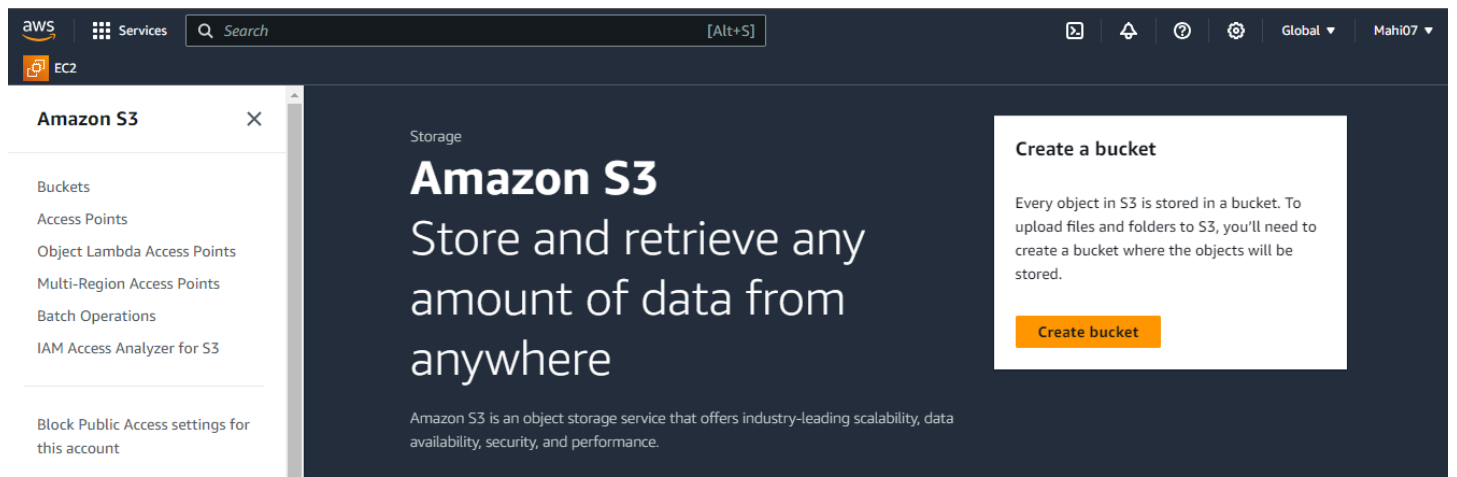 aws
Services
Search
[Alt+S]
Global
Mahi07
EC2
Amazon S3
Buckets
Access Points
Object Lambda Access Points
Multi-Region Access Points
Batch Operations
IAM Access Analyzer for S3
Block Public Access settings for
this account
Storage
Amazon S3
Store and retrieve any
amount of data from
anywhere
Amazon S3 is an object storage service that offers industry-leading scalability, data
availability, security, and performance.
Create a bucket
Every object in S3 is stored in a bucket. To
upload files and folders to S3, you'll need to
create a bucket where the objects will be
stored.
Create bucket